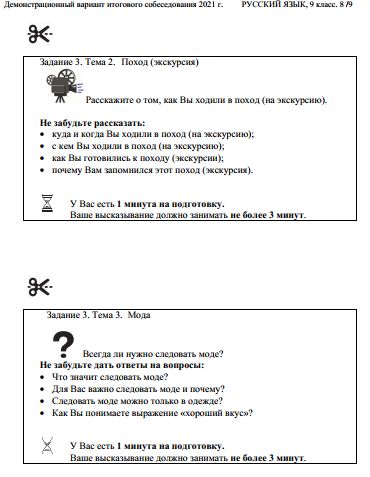 Демонстрационный вариант итогового собеседования 2021 г. РУССКИЙ ЯЗЫК, 9 класс. 8 /9
Задание 3. Тема 2. Поход (экскурсия)
Расскажите о том, как Вы ходили в поход (на экскурсию).
Не забудьте рассказать:
• куда и когда Вы ходили в поход (на экскурсию);
• с кем Вы ходили в поход (на экскурсию);
• как Вы готовились к походу (экскурсии);
• почему Вам запомнился этот поход (экскурсия).
У Вас есть 1 минута на подготовку.
Ваше высказывание должно занимать не более 3 минут.
Задание 3. Тема 3. Мода
? Всегда ли нужно следовать моде?
Не забудьте дать ответы на вопросы:
• Что значит следовать моде?
• Для Вас важно следовать моде и почему?
• Следовать моде можно только в одежде?
• Как Вы понимаете выражение «хороший вкус»?
У Вас есть 1 минута на подготовку.
Ваше высказывание должно занимать не более 3 минут.